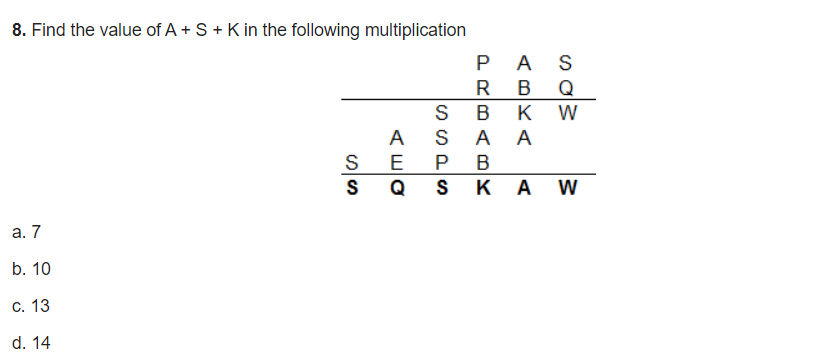 8. Find the value of A + S + K in the following multiplication
P A S
R B Q
S B K W
A S A A
S E P B
S Q S K A W
a. 7
b. 10
c. 13
d. 14